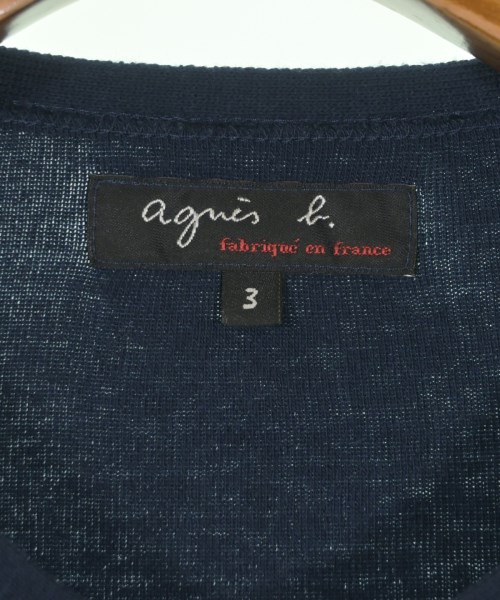 agnès b.
fabriqué en france
3